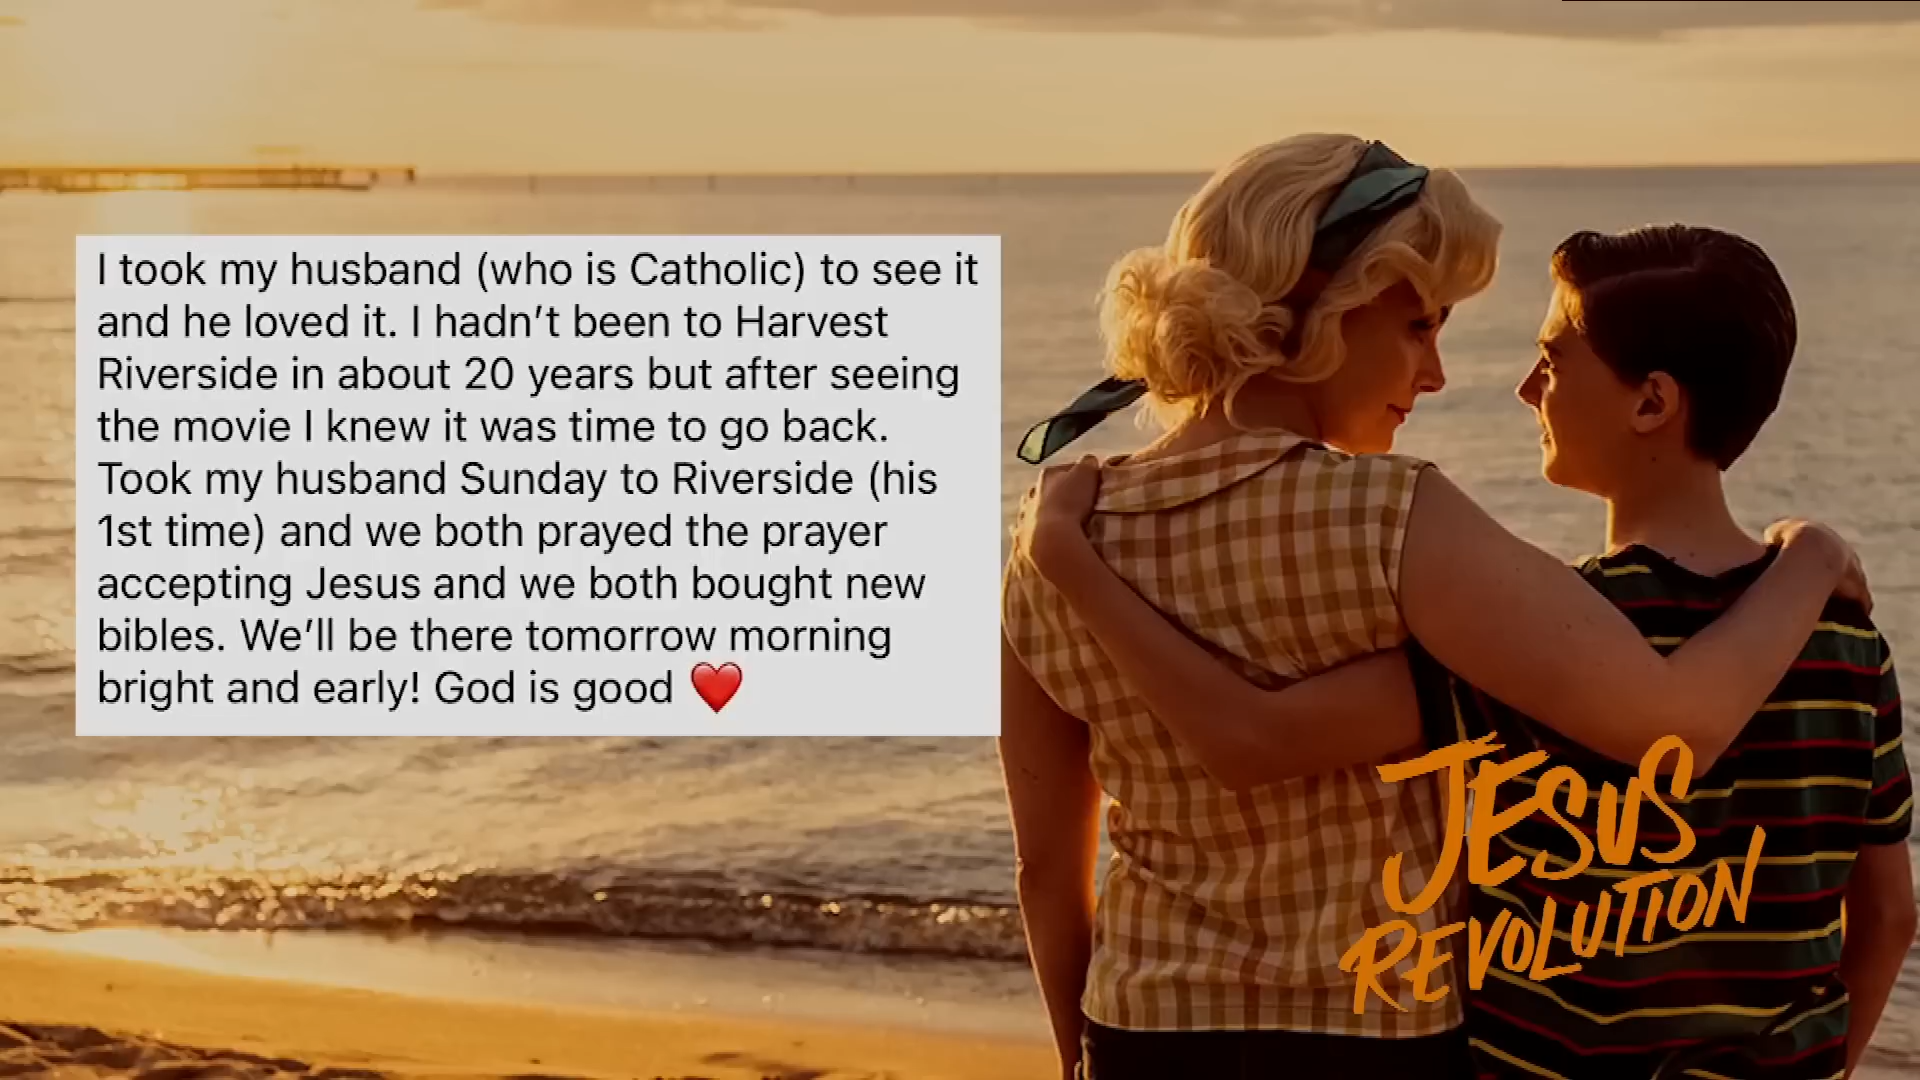 I took my husband (who is Catholic) to see it
and he loved it. I hadn’t been to Harvest
Riverside in about 20 years but after seeing
the movie I knew it was time to go back.
Took my husband Sunday to Riverside (his
1st time) and we both prayed the prayer
accepting Jesus and we both bought new
bibles. We’ll be there tomorrow morning
bright and early! God is good ❤️
JESUS
REVOLUTION